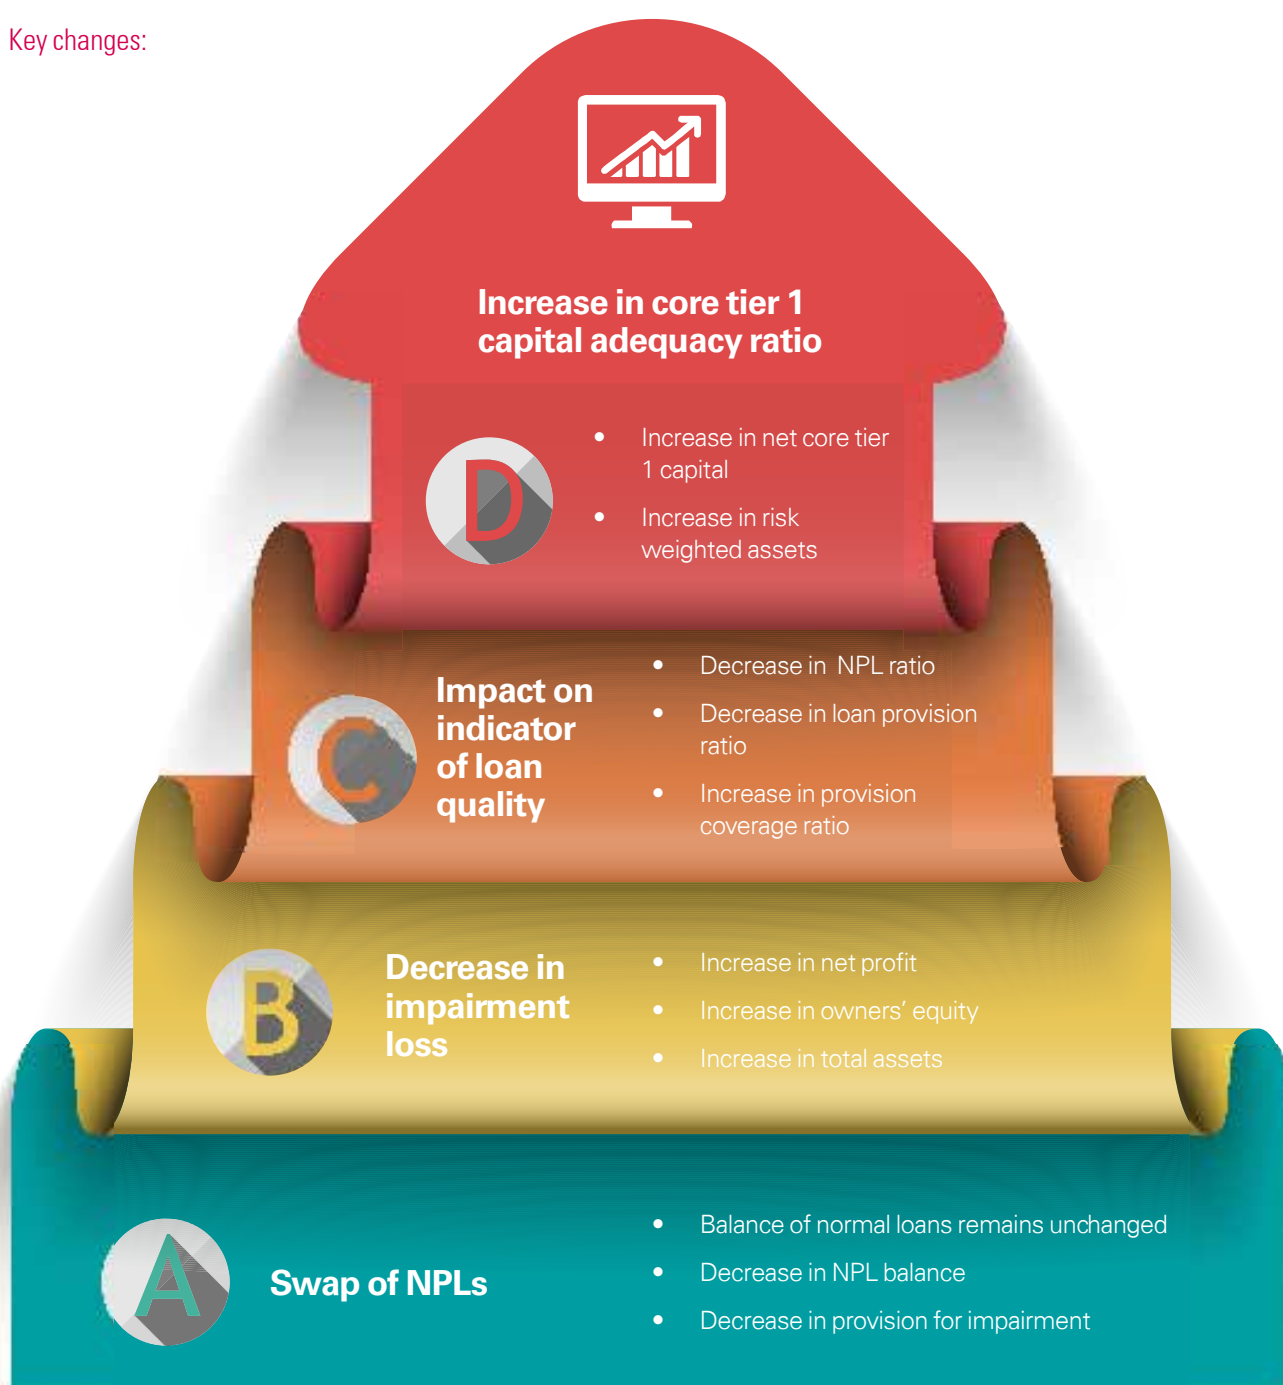 Key changes:
Increase in core tier 1
capital adequacy ratio
D
• Increase in net core tier
1 capital
• Increase in risk
weighted assets
C
Impact on
indicator
of loan
quality
• Decrease in NPL ratio
• Decrease in loan provision
ratio
• Increase in provision
coverage ratio
B
Decrease in
impairment
loss
• Increase in net profit
• Increase in owners’ equity
• Increase in total assets
A
Swap of NPLs
• Balance of normal loans remains unchanged
• Decrease in NPL balance
• Decrease in provision for impairment